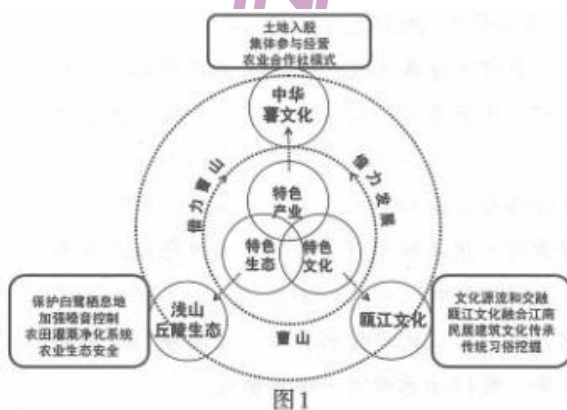 土地入股
集体参与经营
农业合作社模式
中华
薯文化
借力曹山
借力发展
特色
产业
特色
生态
特色
文化
保护白鹭栖息地
加强噪音控制
农田灌溉净化系统
农业生态安全
浅山
丘陵生态
曹山
瓯江文化
文化源流和交融
瓯江文化融合江南
民居建筑文化传承
传统习俗挖掘
图1